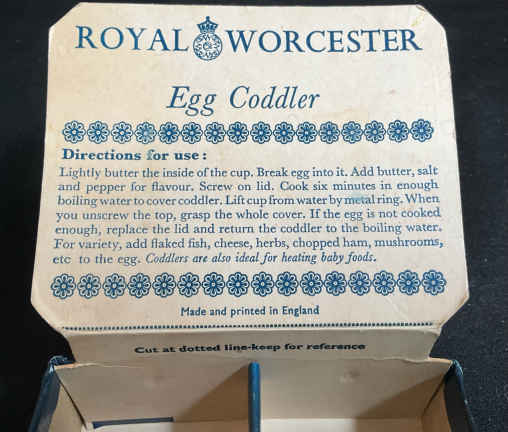 ROYAL WORCESTER
Egg Coddler
Directions for use :
Lightly butter the inside of the cup. Break egg into it. Add butter, salt
and pepper for flavour. Screw on lid. Cook six minutes in enough
boiling water to cover coddler. Lift cup from water by metal ring. When
you unscrew the top, grasp the whole cover. If the egg is not cooked
enough, replace the lid and return the coddler to the boiling water.
For variety, add flaked fish, cheese, herbs, chopped ham, mushrooms,
etc to the egg. Coddlers are also ideal for heating baby foods.
Made and printed in England
Cut at dotted line-keep for reference